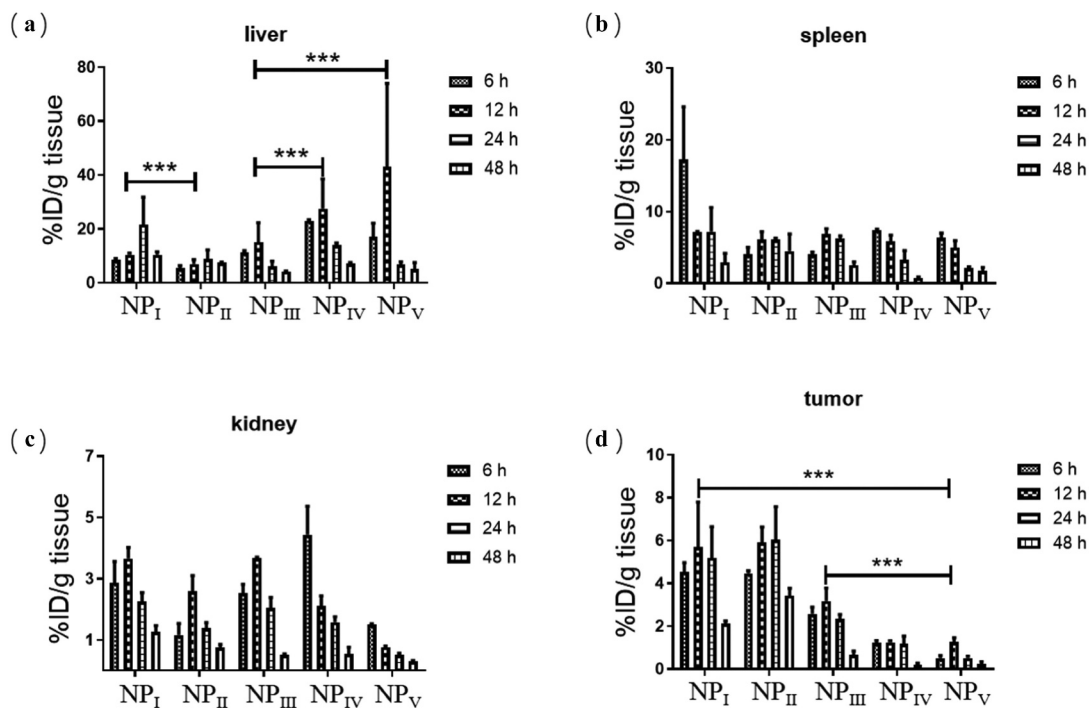 (a)
liver
%ID/g tissue
80
60
40
20
0
***
***
***
NPI NPII NPIII NPIV NPV
6 h
12 h
24 h
48 h
(b)
spleen
%ID/g tissue
30
20
10
0
NPI NPII NPIII NPIV NPV
6 h
12 h
24 h
48 h
(c)
kidney
%ID/g tissue
7
5
3
1
NPI NPII NPIII NPIV NPV
6 h
12 h
24 h
48 h
(d)
tumor
%ID/g tissue
10
8
6
4
2
0
***
***
NPI NPII NPIII NPIV NPV
6 h
12 h
24 h
48 h